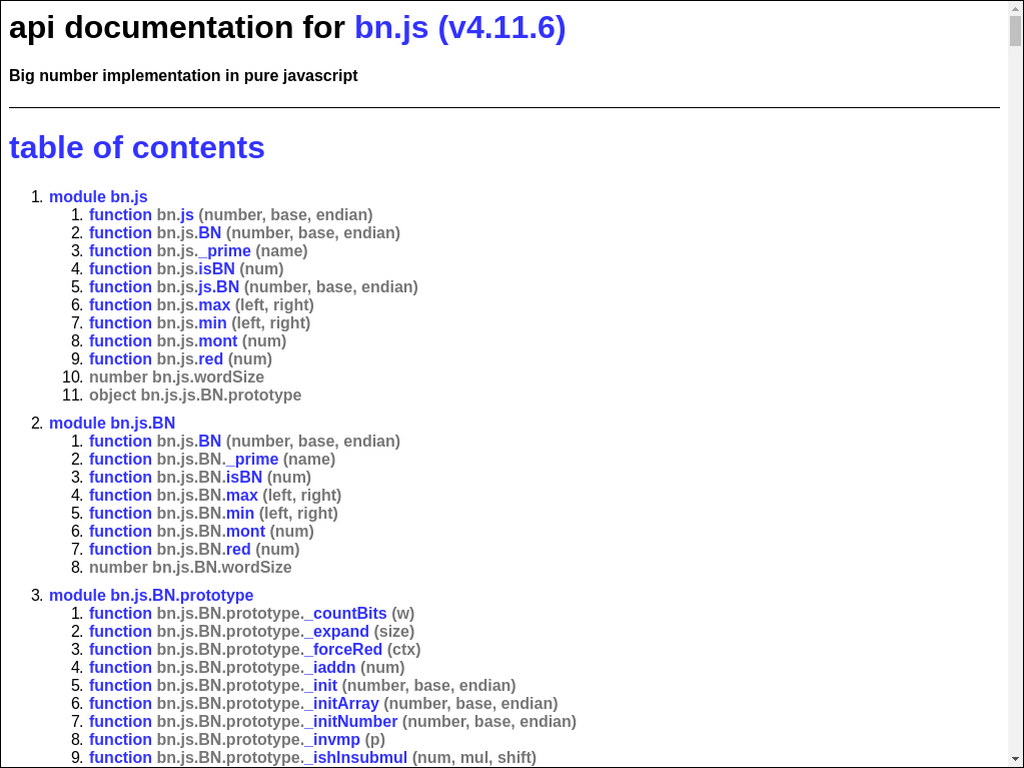 api documentation for bn.js (v4.11.6)
Big number implementation in pure javascript
table of contents
1. module bn.js
1. function bn.js (number, base, endian)
2. function bn.js.BN (number, base, endian)
3. function bn.js._prime (name)
4. function bn.js.isBN (num)
5. function bn.js.js.BN (number, base, endian)
6. function bn.js.max (left, right)
7. function bn.js.min (left, right)
8. function bn.js.mont (num)
9. function bn.js.red (num)
10. number bn.js.wordSize
11. object bn.js.js.BN.prototype
2. module bn.js.BN
1. function bn.js.BN (number, base, endian)
2. function bn.js.BN._prime (name)
3. function bn.js.BN.isBN (num)
4. function bn.js.BN.max (left, right)
5. function bn.js.BN.min (left, right)
6. function bn.js.BN.mont (num)
7. function bn.js.BN.red (num)
8. number bn.js.BN.wordSize
3. module bn.js.BN.prototype
1. function bn.js.BN.prototype._countBits (w)
2. function bn.js.BN.prototype._expand (size)
3. function bn.js.BN.prototype._forceRed (ctx)
4. function bn.js.BN.prototype._iaddn (num)
5. function bn.js.BN.prototype._init (number, base, endian)
6. function bn.js.BN.prototype._initArray (number, base, endian)
7. function bn.js.BN.prototype._initNumber (number, base, endian)
8. function bn.js.BN.prototype._invmp (p)
9. function bn.js.BN.prototype._ishlnsubmul (num, mul, shift)